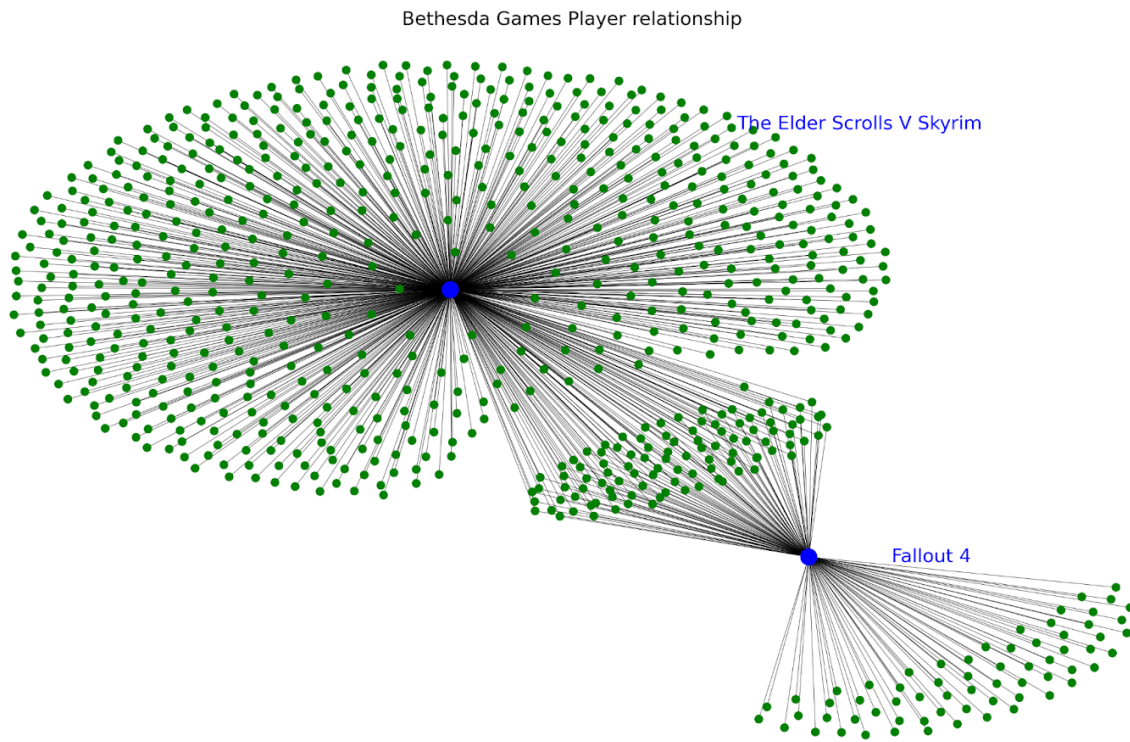 Bethesda Games Player relationship
The Elder Scrolls V Skyrim
Fallout 4